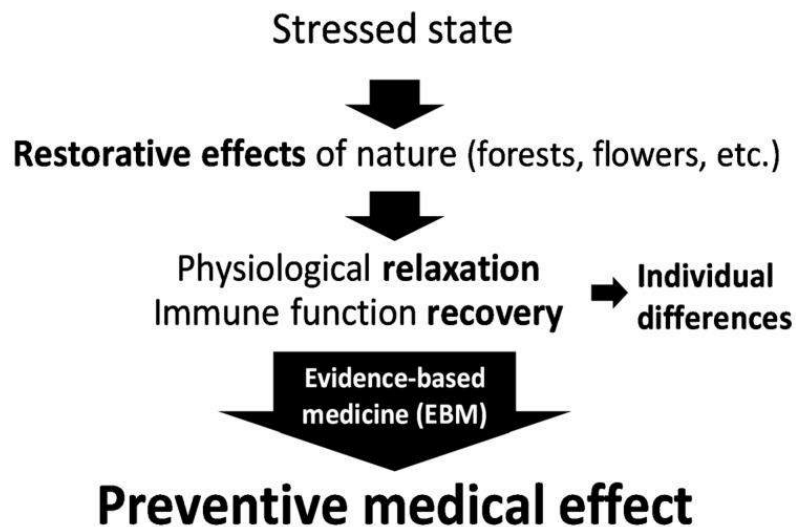 Stressed state
Restorative effects of nature (forests, flowers, etc.)
Physiological relaxation
Immune function recovery
Individual
differences
Evidence-based
medicine (EBM)
Preventive medical effect